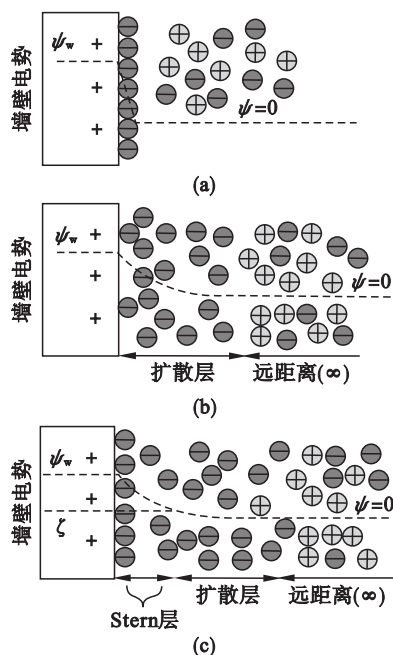 墙壁电势
ψw
+
+
+
ψ=0
(a)
墙壁电势
ψw
+
+
+
ψ=0
扩散层
远距离(∞)
(b)
墙壁电势
ψw
+
+
ζ
+
ψ=0
Stern层
扩散层
远距离(∞)
(c)